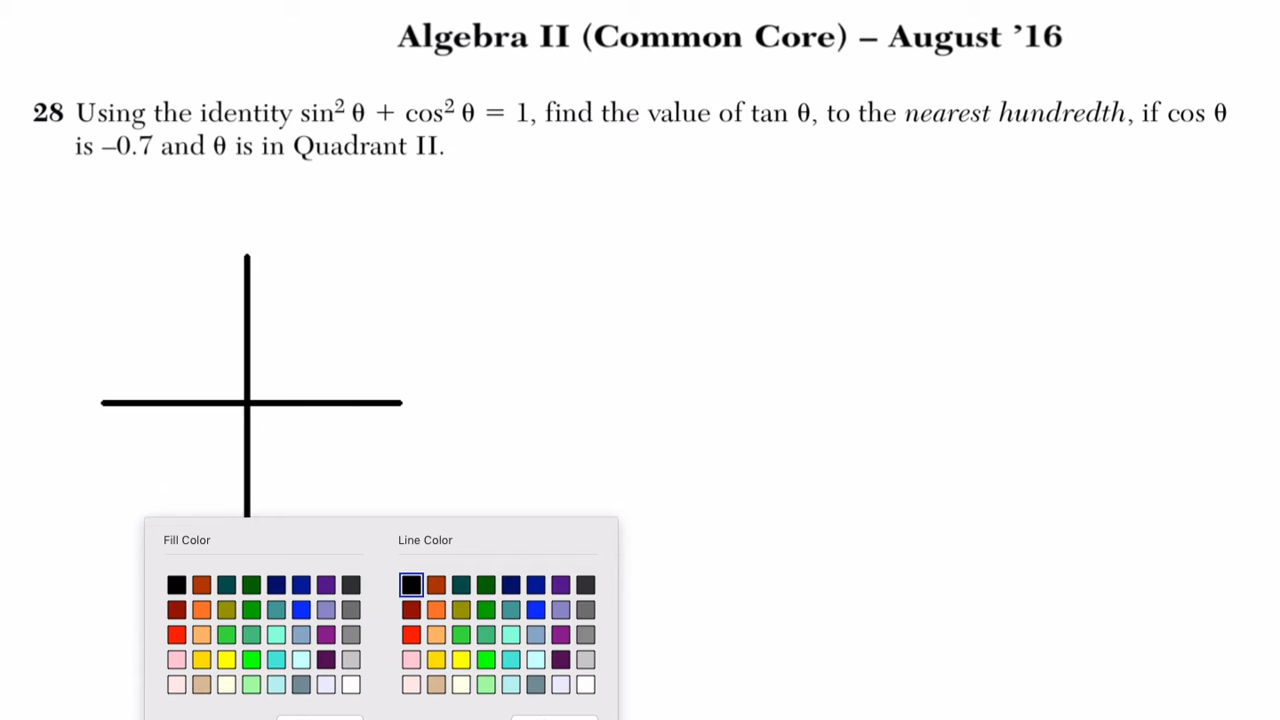 Algebra II (Common Core) – August ’16
28 Using the identity sin² θ + cos² θ = 1, find the value of tan θ, to the nearest hundredth, if cos θ
is –0.7 and θ is in Quadrant II.
Fill Color
Line Color